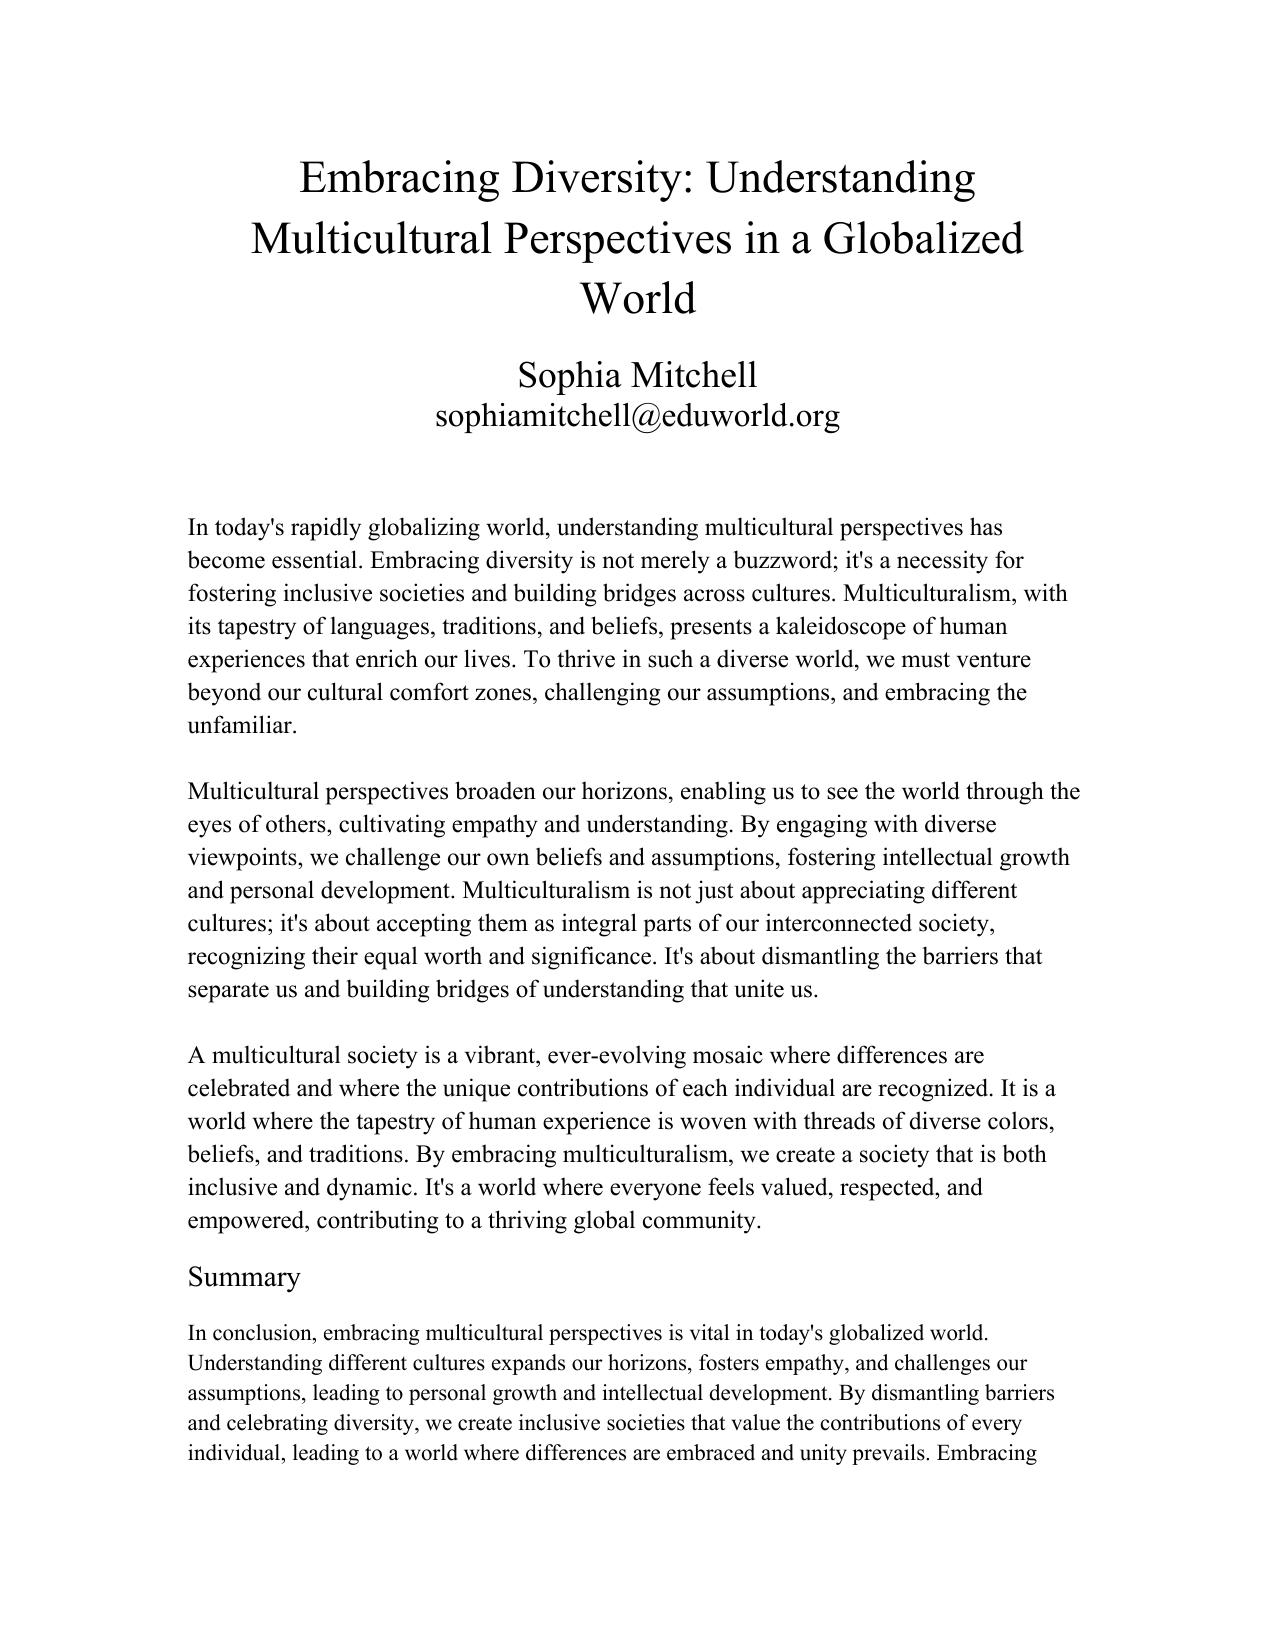 Embracing Diversity: Understanding
Multicultural Perspectives in a Globalized
World
Sophia Mitchell
sophiamitchell@eduworld.org
In today's rapidly globalizing world, understanding multicultural perspectives has
become essential. Embracing diversity is not merely a buzzword; it's a necessity for
fostering inclusive societies and building bridges across cultures. Multiculturalism, with
its tapestry of languages, traditions, and beliefs, presents a kaleidoscope of human
experiences that enrich our lives. To thrive in such a diverse world, we must venture
beyond our cultural comfort zones, challenging our assumptions, and embracing the
unfamiliar.
Multicultural perspectives broaden our horizons, enabling us to see the world through the
eyes of others, cultivating empathy and understanding. By engaging with diverse
viewpoints, we challenge our own beliefs and assumptions, fostering intellectual growth
and personal development. Multiculturalism is not just about appreciating different
cultures; it's about accepting them as integral parts of our interconnected society,
recognizing their equal worth and significance. It's about dismantling the barriers that
separate us and building bridges of understanding that unite us.
A multicultural society is a vibrant, ever-evolving mosaic where differences are
celebrated and where the unique contributions of each individual are recognized. It is a
world where the tapestry of human experience is woven with threads of diverse colors,
beliefs, and traditions. By embracing multiculturalism, we create a society that is both
inclusive and dynamic. It's a world where everyone feels valued, respected, and
empowered, contributing to a thriving global community.
Summary
In conclusion, embracing multicultural perspectives is vital in today's globalized world.
Understanding different cultures expands our horizons, fosters empathy, and challenges our
assumptions, leading to personal growth and intellectual development. By dismantling barriers
and celebrating diversity, we create inclusive societies that value the contributions of every
individual, leading to a world where differences are embraced and unity prevails. Embracing